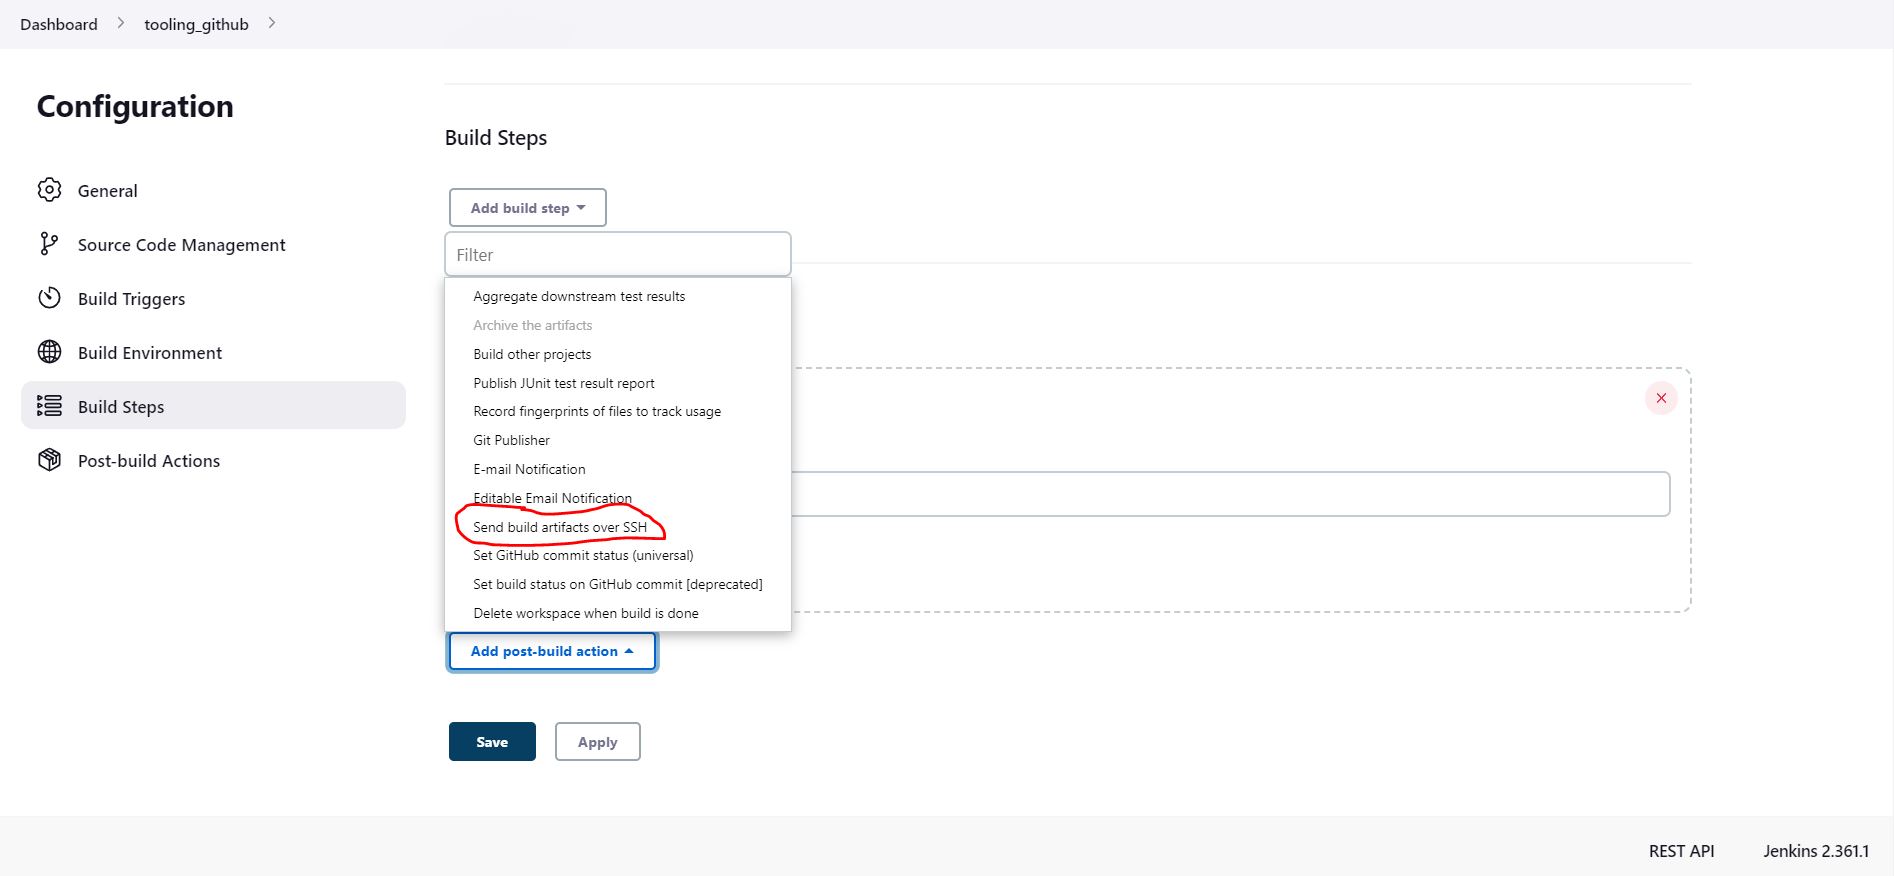 Dashboard > tooling_github >
Configuration
General
Source Code Management
Build Triggers
Build Environment
Build Steps
Post-build Actions
Build Steps
Add build step
Filter
Aggregate downstream test results
Archive the artifacts
Build other projects
Publish JUnit test result report
Record fingerprints of files to track usage
Git Publisher
E-mail Notification
Editable Email Notification
Send build artifacts over SSH
Set GitHub commit status (universal)
Set build status on GitHub commit [deprecated]
Delete workspace when build is done
Add post-build action
Save
Apply
REST API
Jenkins 2.361.1